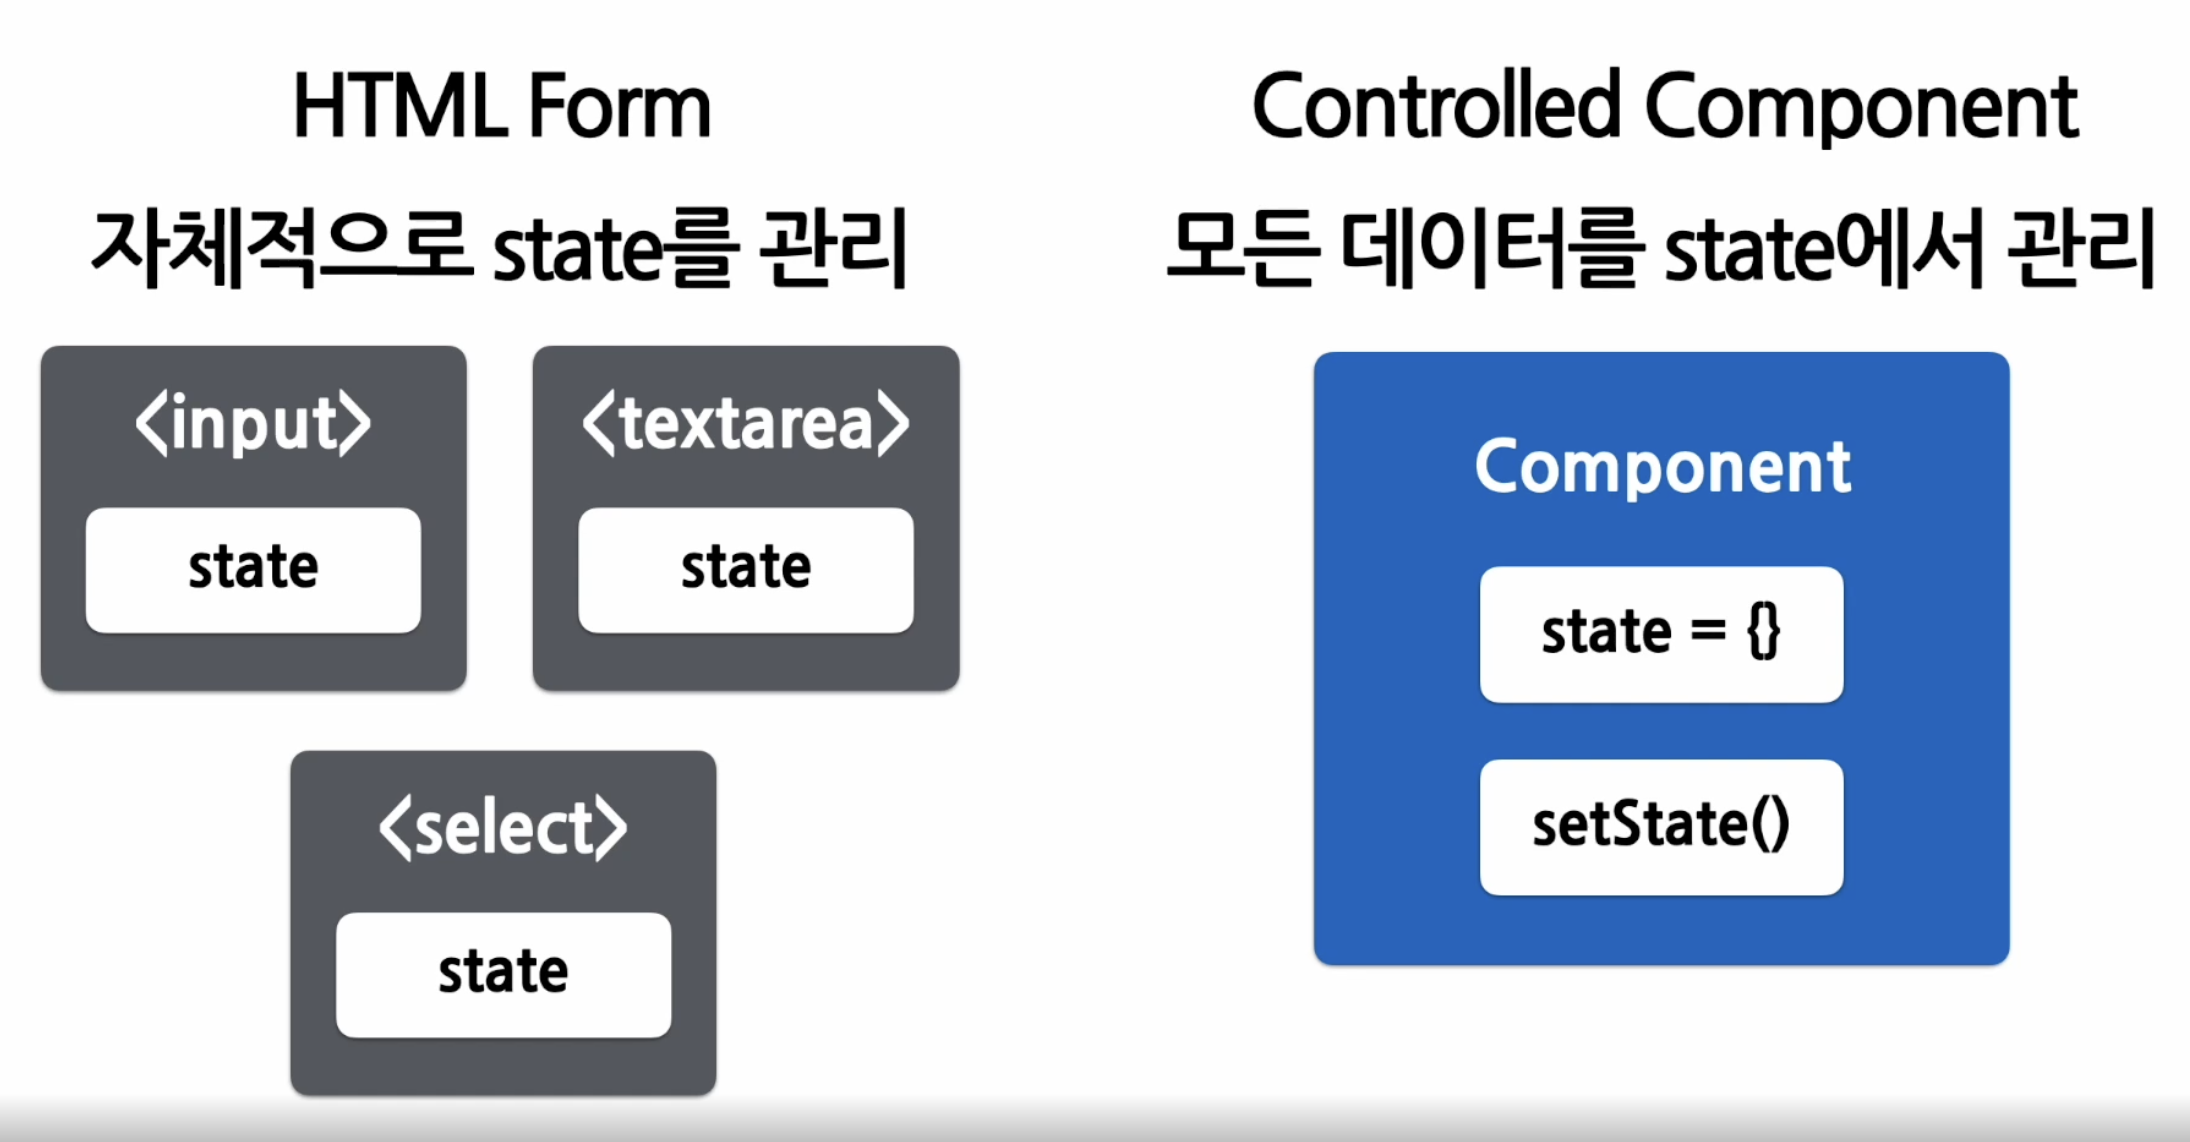 HTML Form
자체적으로 state를 관리
<input>
state
<textarea>
state
<select>
state
Controlled Component
모든 데이터를 state에서 관리
Component
state = {}
setState()